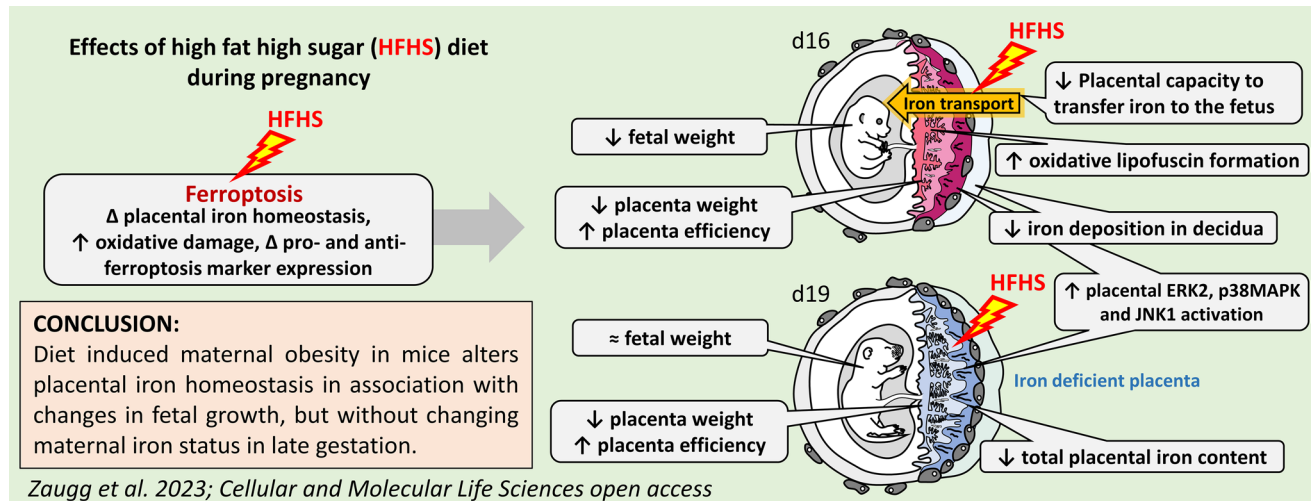 Effects of high fat high sugar (HFHS) diet
during pregnancy
HFHS
Ferroptosis
Δ placental iron homeostasis,
↑ oxidative damage, Δ pro- and anti-
ferroptosis marker expression
CONCLUSION:
Diet induced maternal obesity in mice alters
placental iron homeostasis in association with
changes in fetal growth, but without changing
maternal iron status in late gestation.
Zaugg et al. 2023; Cellular and Molecular Life Sciences open access
d16
HFHS
Iron transport
↓ Placental capacity to
transfer iron to the fetus
↓ fetal weight
↑ oxidative lipofuscin formation
↓ placenta weight
↑ placenta efficiency
↓ iron deposition in decidua
↑ placental ERK2, p38MAPK
and JNK1 activation
d19
HFHS
≈ fetal weight
Iron deficient placenta
↓ placenta weight
↑ placenta efficiency
↓ total placental iron content